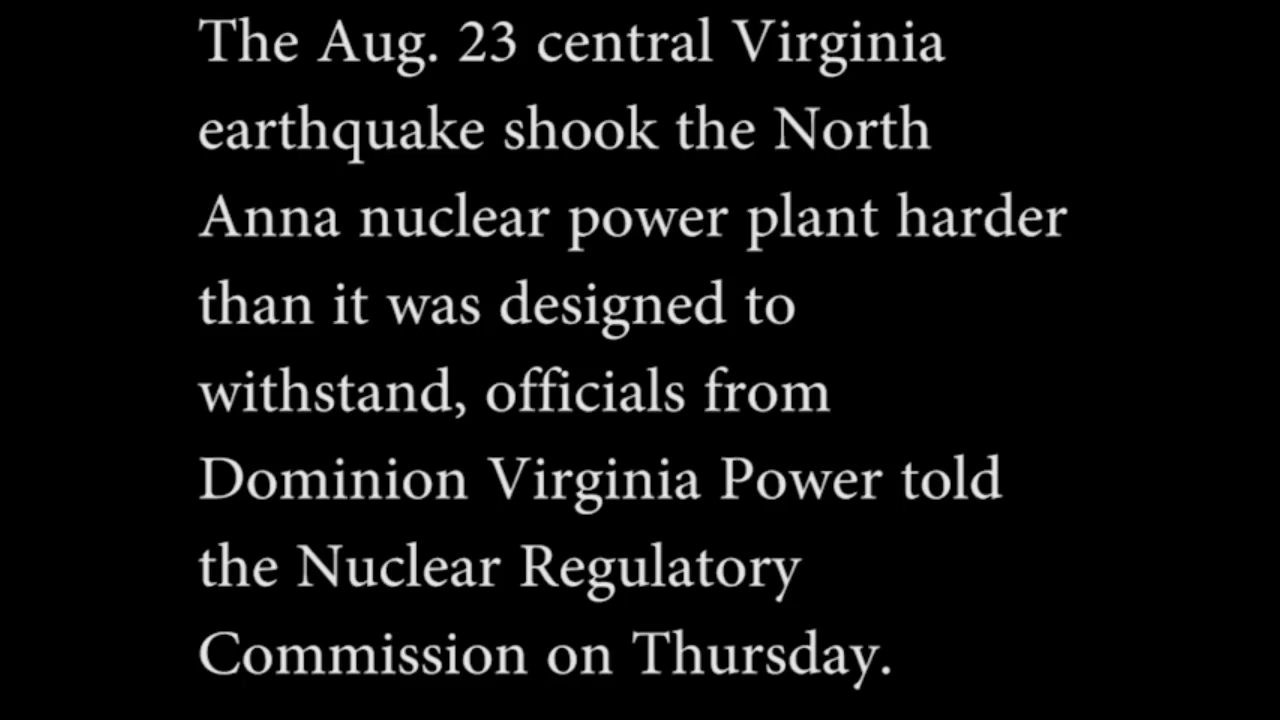 The Aug. 23 central Virginia
earthquake shook the North
Anna nuclear power plant harder
than it was designed to
withstand, officials from
Dominion Virginia Power told
the Nuclear Regulatory
Commission on Thursday.